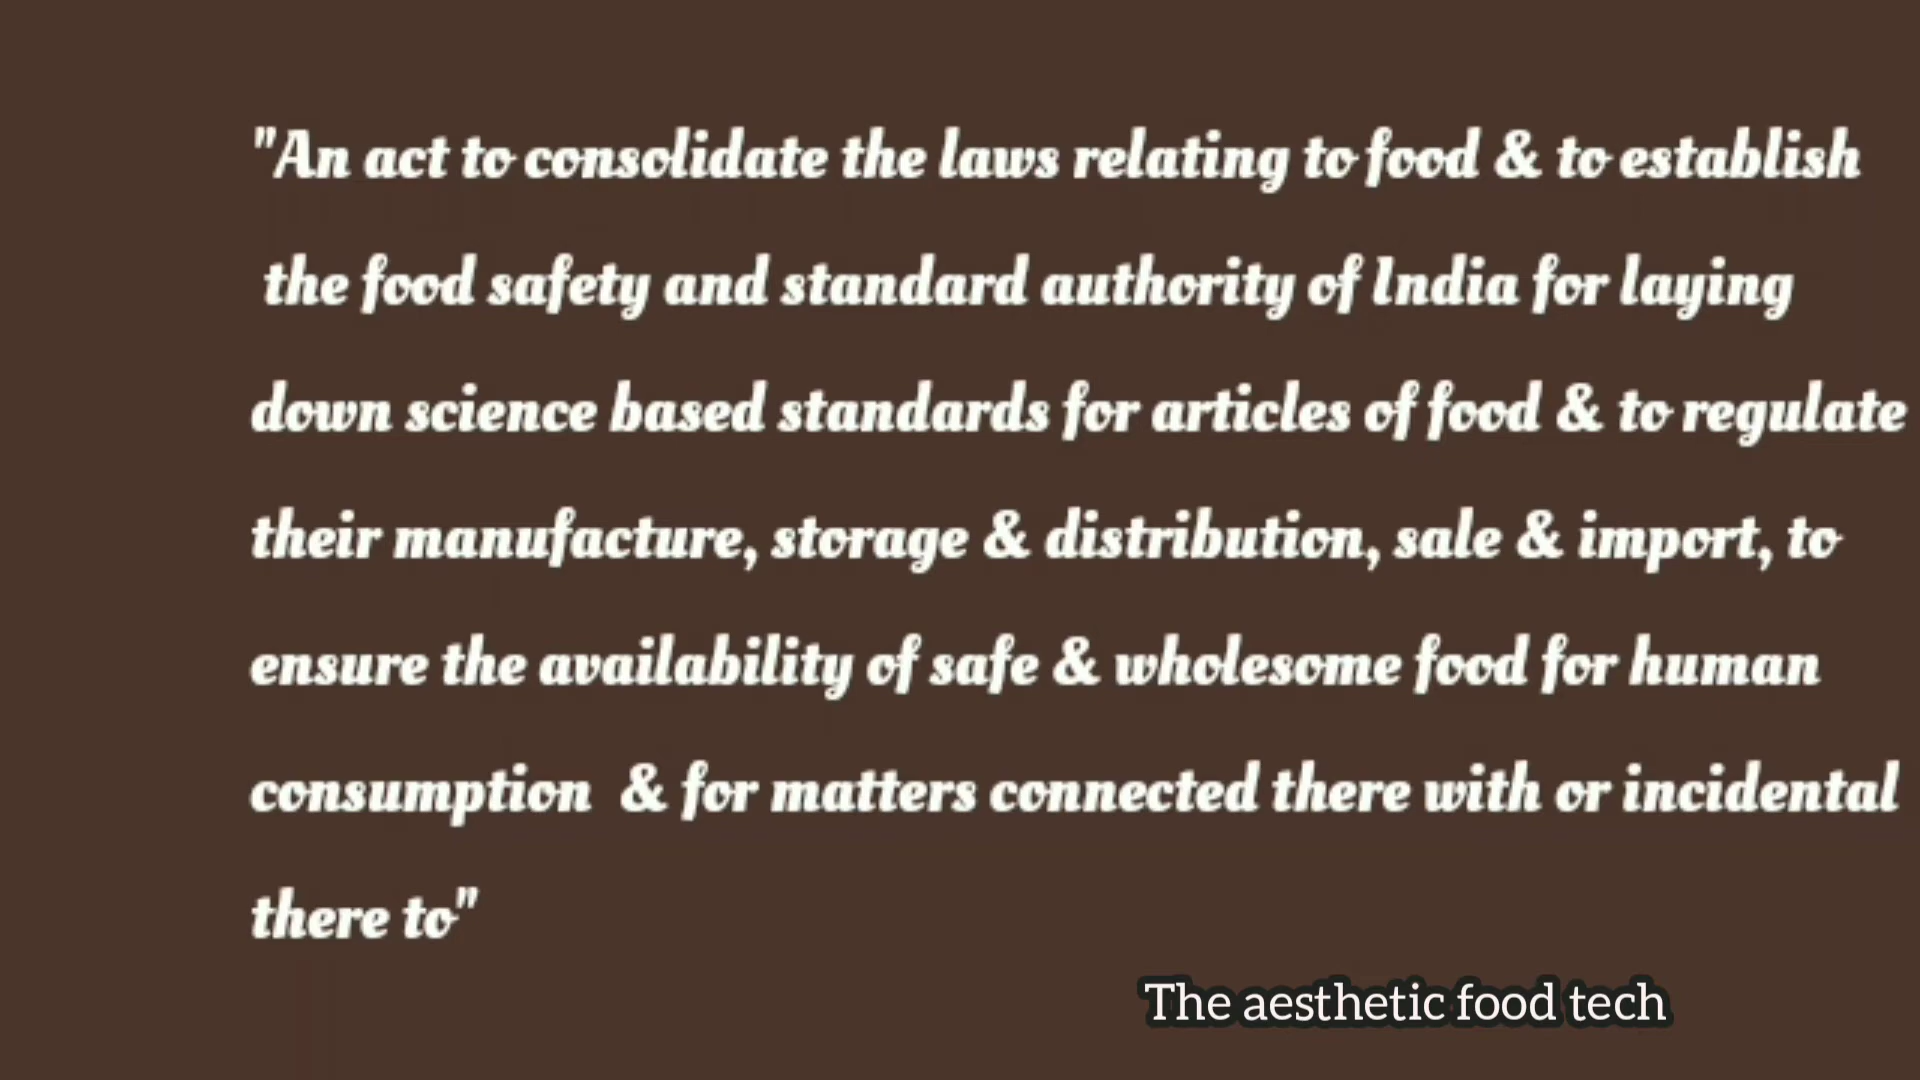 "An act to consolidate the laws relating to food & to establish
the food safety and standard authority of India for laying
down science based standards for articles of food & to regulate
their manufacture, storage & distribution, sale & import, to
ensure the availability of safe & wholesome food for human
consumption & for matters connected there with or incidental
there to"
The aesthetic food tech